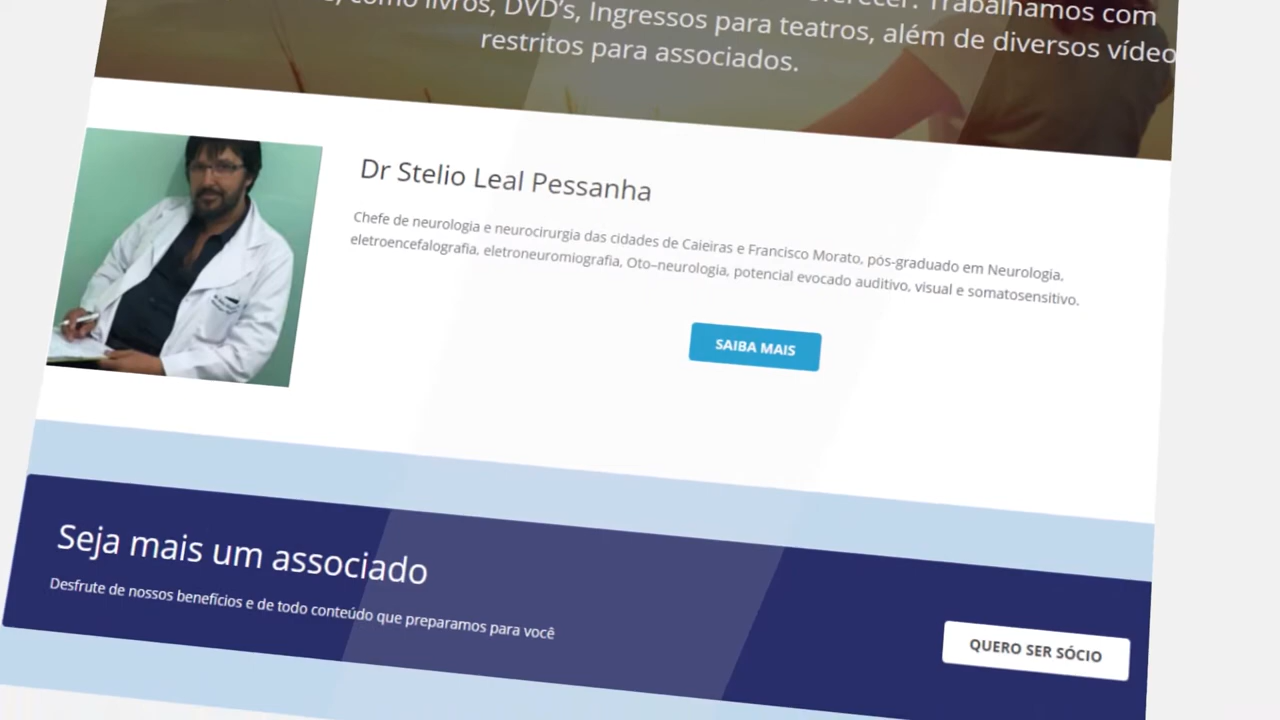 como livros, DVD's, Ingressos para teatros, além de diversos vídeo
Trabalhamos com
restritos para associados.
Dr Stelio Leal Pessanha
Chefe de neurologia e neurocirurgia das cidades de Caieiras e Francisco Morato, pós-graduado em Neurologia,
eletroencefalografia, eletroneuromiografia, Oto–neurologia, potencial evocado auditivo, visual e somatosensitivo.
SAIBA MAIS
Seja mais um associado
Desfrute de nossos benefícios e de todo conteúdo que preparamos para você
QUERO SER SÓCIO